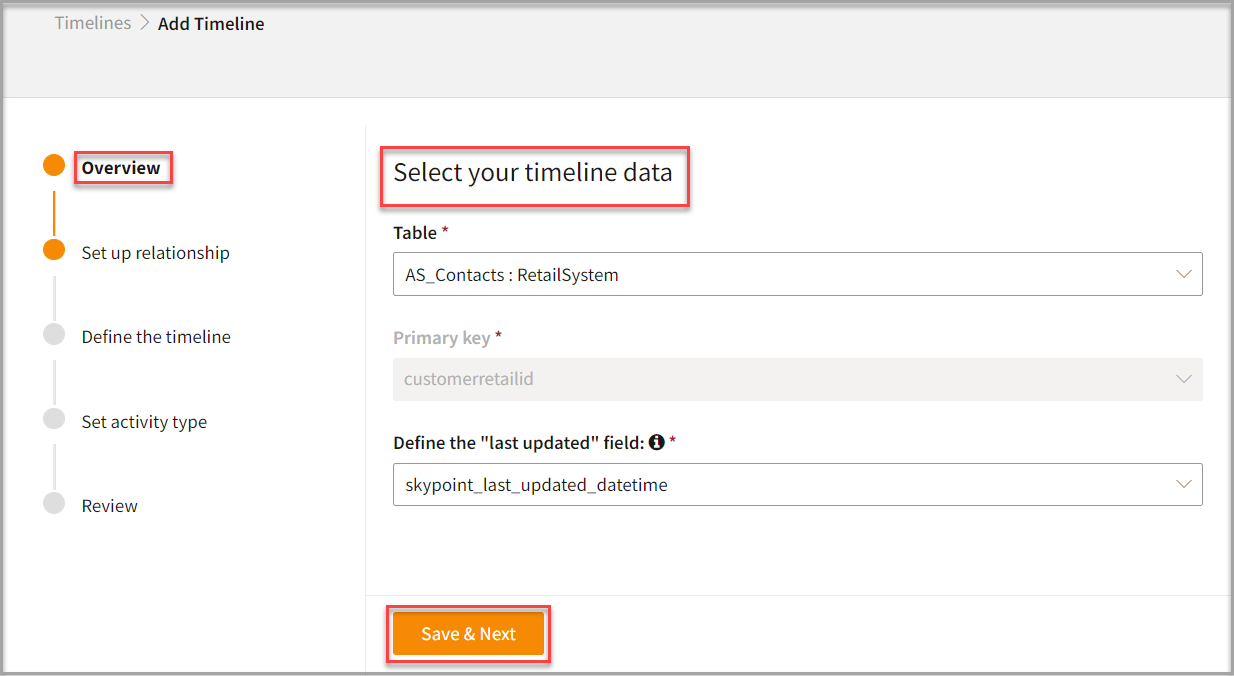 Timelines > Add Timeline
Overview
Set up relationship
Define the timeline
Set activity type
Review
Select your timeline data
Table *
AS_Contacts : RetailSystem
Primary key *
customerretailid
Define the "last updated" field: i *
skypoint_last_updated_datetime
Save & Next